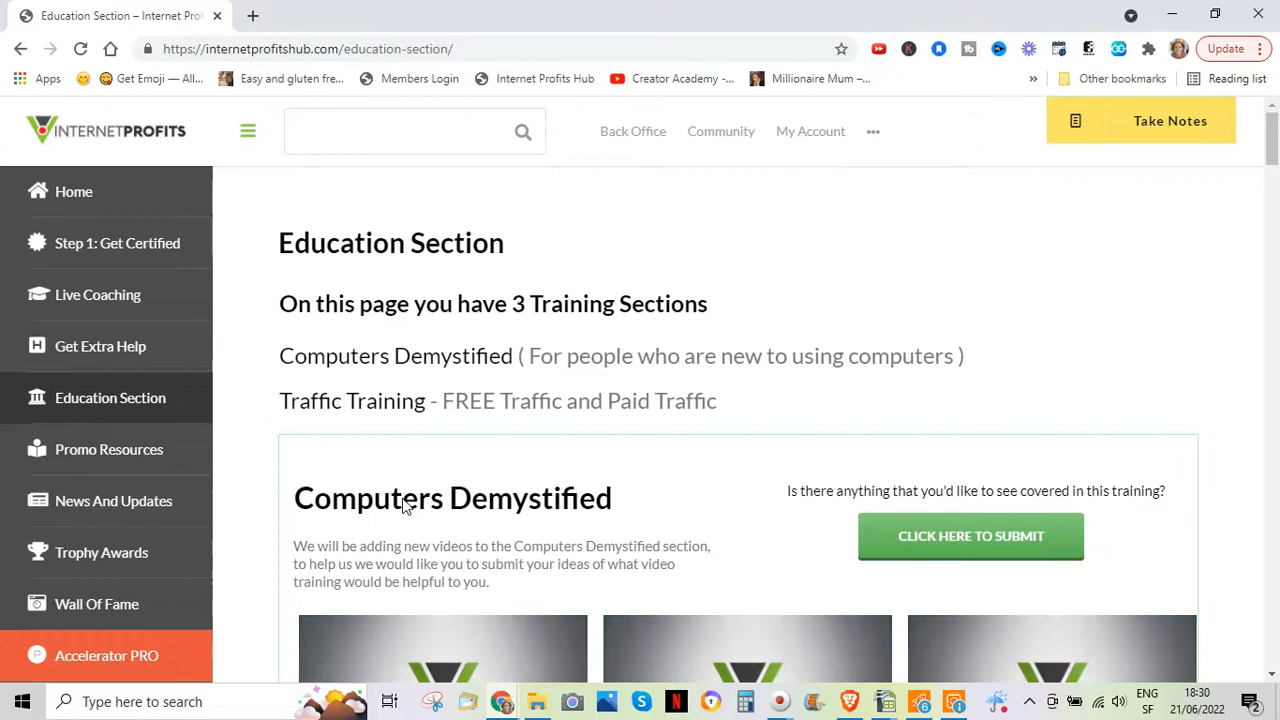 Education Section – Internet Prof
https://internetprofitshub.com/education-section/
Update
Apps
Get Emoji — All...
Easy and gluten fre...
Members Login
Internet Profits Hub
Creator Academy -...
Millionaire Mum –...
»
Other bookmarks
Reading list
INTERNETPROFITS
Back Office
Community
My Account
Take Notes
Home
Step 1: Get Certified
Live Coaching
Get Extra Help
Education Section
Promo Resources
News And Updates
Trophy Awards
Wall Of Fame
Accelerator PRO
Education Section
On this page you have 3 Training Sections
Computers Demystified ( For people who are new to using computers )
Traffic Training - FREE Traffic and Paid Traffic
Computers Demystified
We will be adding new videos to the Computers Demystified section,
to help us we would like you to submit your ideas of what video
training would be helpful to you.
Is there anything that you'd like to see covered in this training?
CLICK HERE TO SUBMIT
Type here to search
ENG
SF
18:30
21/06/2022